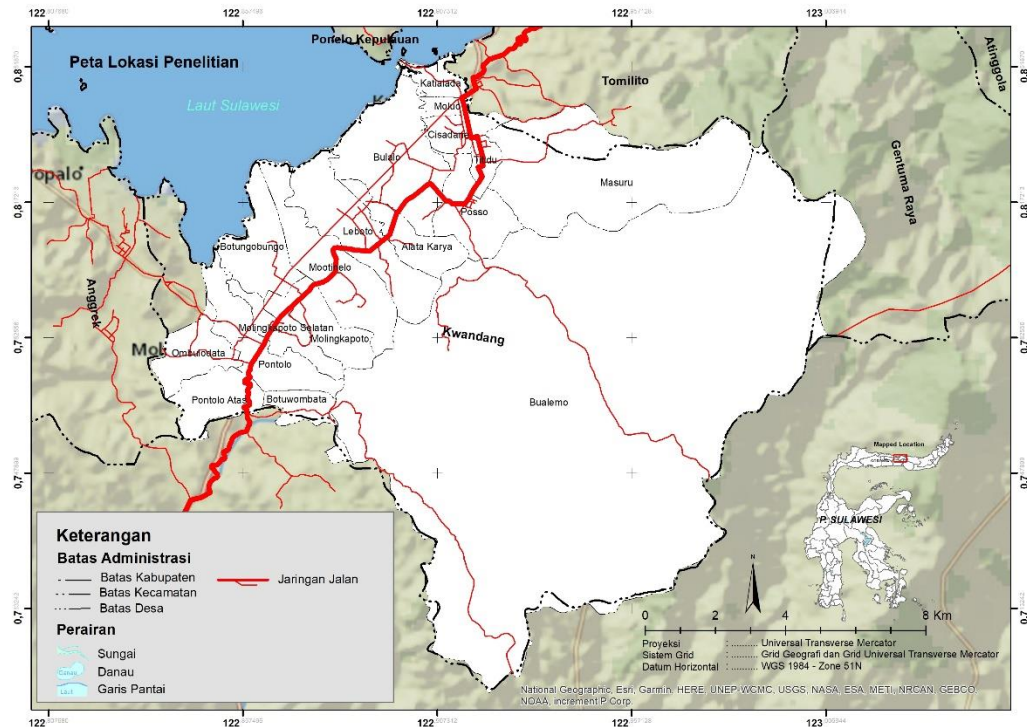 Peta Lokasi Penelitian
Laut Sulawesi
Ponelo Kepulauan
Tomilito
Atinggola
Gentuma Raya
Katialada
Moluo
Cisadane
Titidu
Bulalo
Masuru
Posso
Leboto
Alata Karya
Botungobungo
Mootinelo
Anggrek
Molingkapoto Selatan
Molingkapoto
Kwandang
Ombulodata
Pontolo
Pontolo Atas
Botuwombata
Bualemo
Mapped Location
P. SULAWESI
Keterangan
Batas Administrasi
Batas Kabupaten
Batas Kecamatan
Batas Desa
Jaringan Jalan
Perairan
Sungai
Danau
Garis Pantai
N
0 2 4 8 Km
Proyeksi : ........ Universal Transverse Mercator
Sistem Grid : ........ Grid Geografi dan Grid Universal Transverse Mercator
Datum Horizontal : ........ WGS 1984 - Zone 51N
National Geographic, Esri, Garmin, HERE, UNEP-WCMC, USGS, NASA, ESA, METI, NRCAN, GEBCO,
NOAA, increment P Corp.